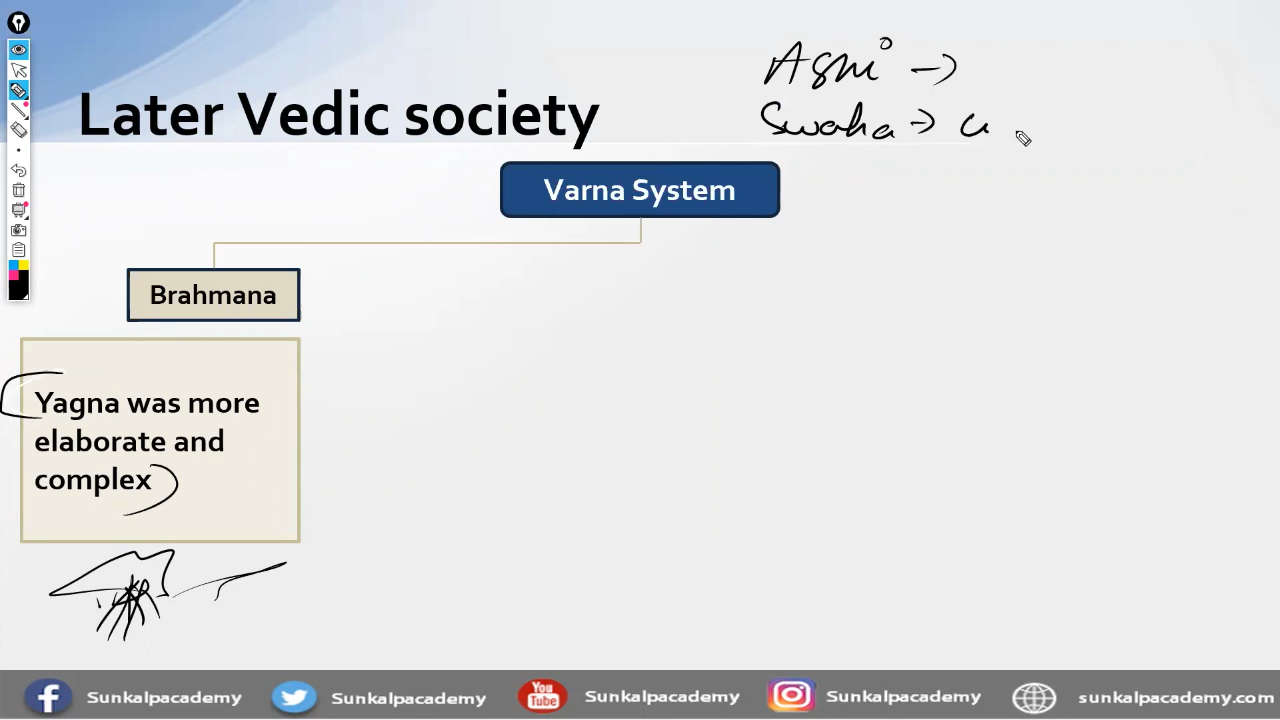 Agni →
Later Vedic society
Swaha →
Varna System
Brahmana
Yagna was more
elaborate and
complex
Sunkalpacademy
Sunkalpacademy
You
Tube
Sunkalpacademy
Sunkalpacademy
sunkalpacademy.com